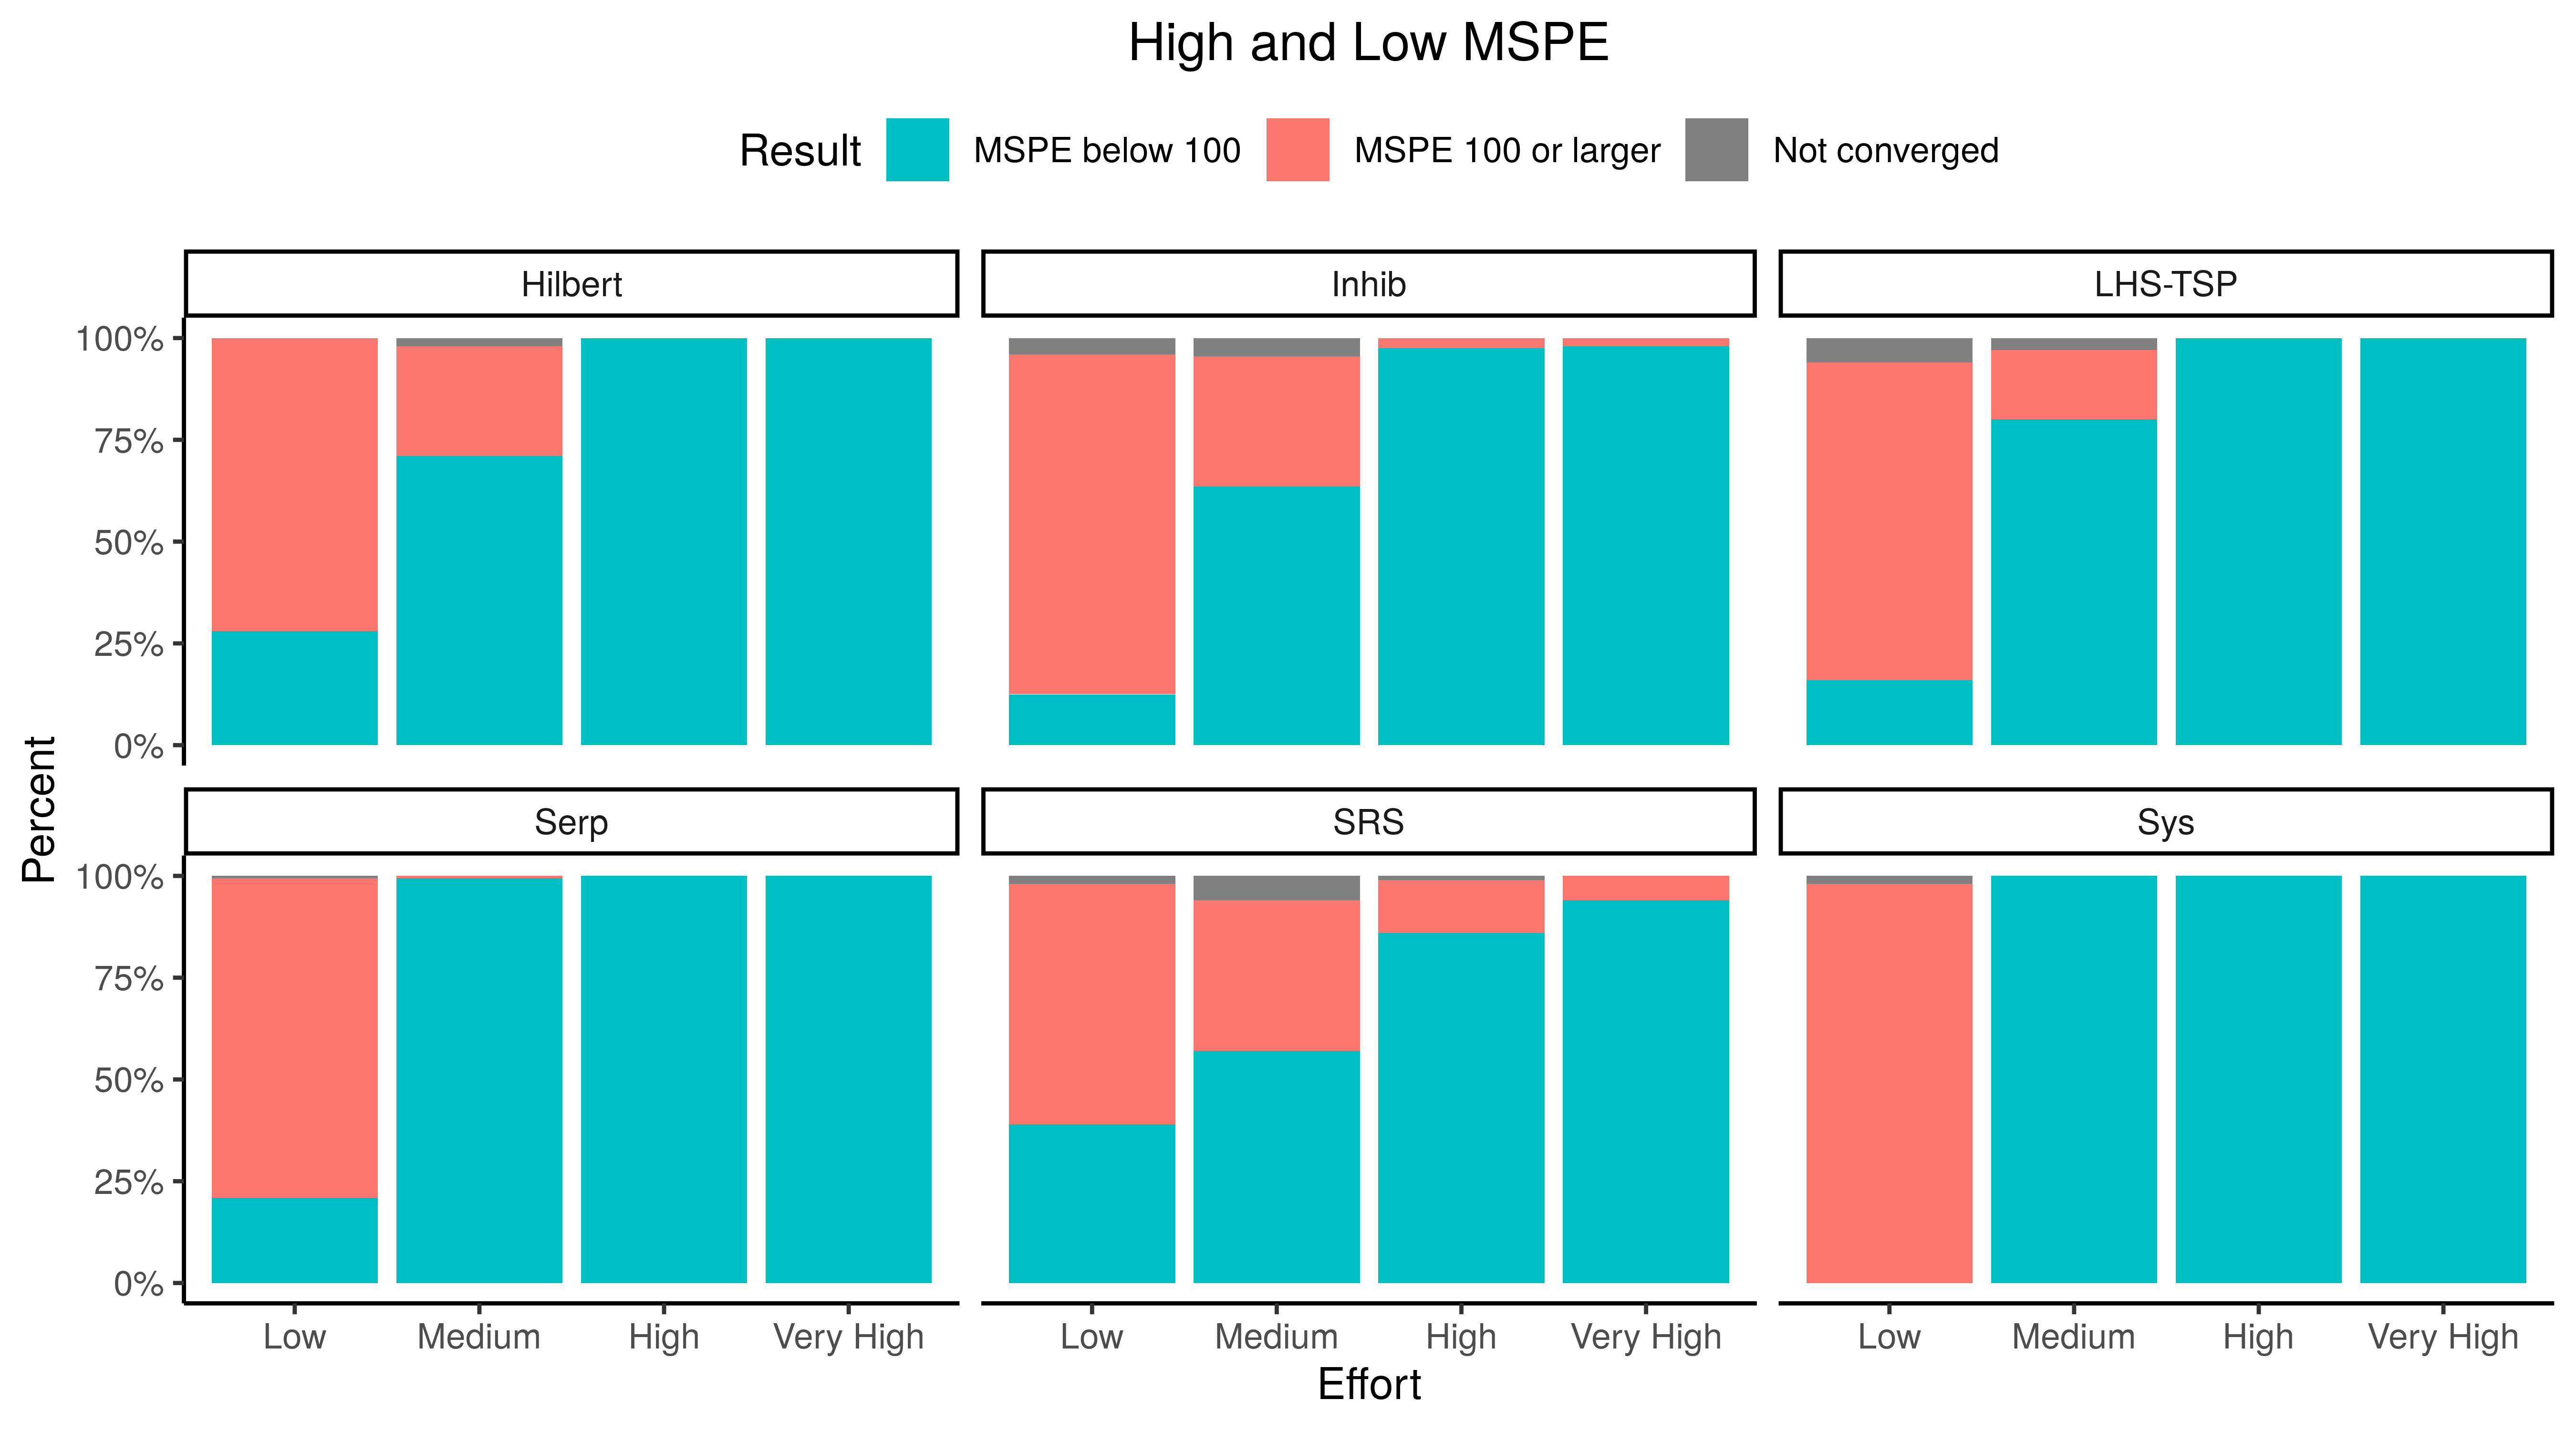 High and Low MSPE
Result MSPE below 100 MSPE 100 or larger Not converged
Hilbert Inhib LHS-TSP
100%
75%
50%
25%
0%
Percent
Serp SRS Sys
100%
75%
50%
25%
0%
Low Medium High Very High Low Medium High Very High Low Medium High Very High
Effort